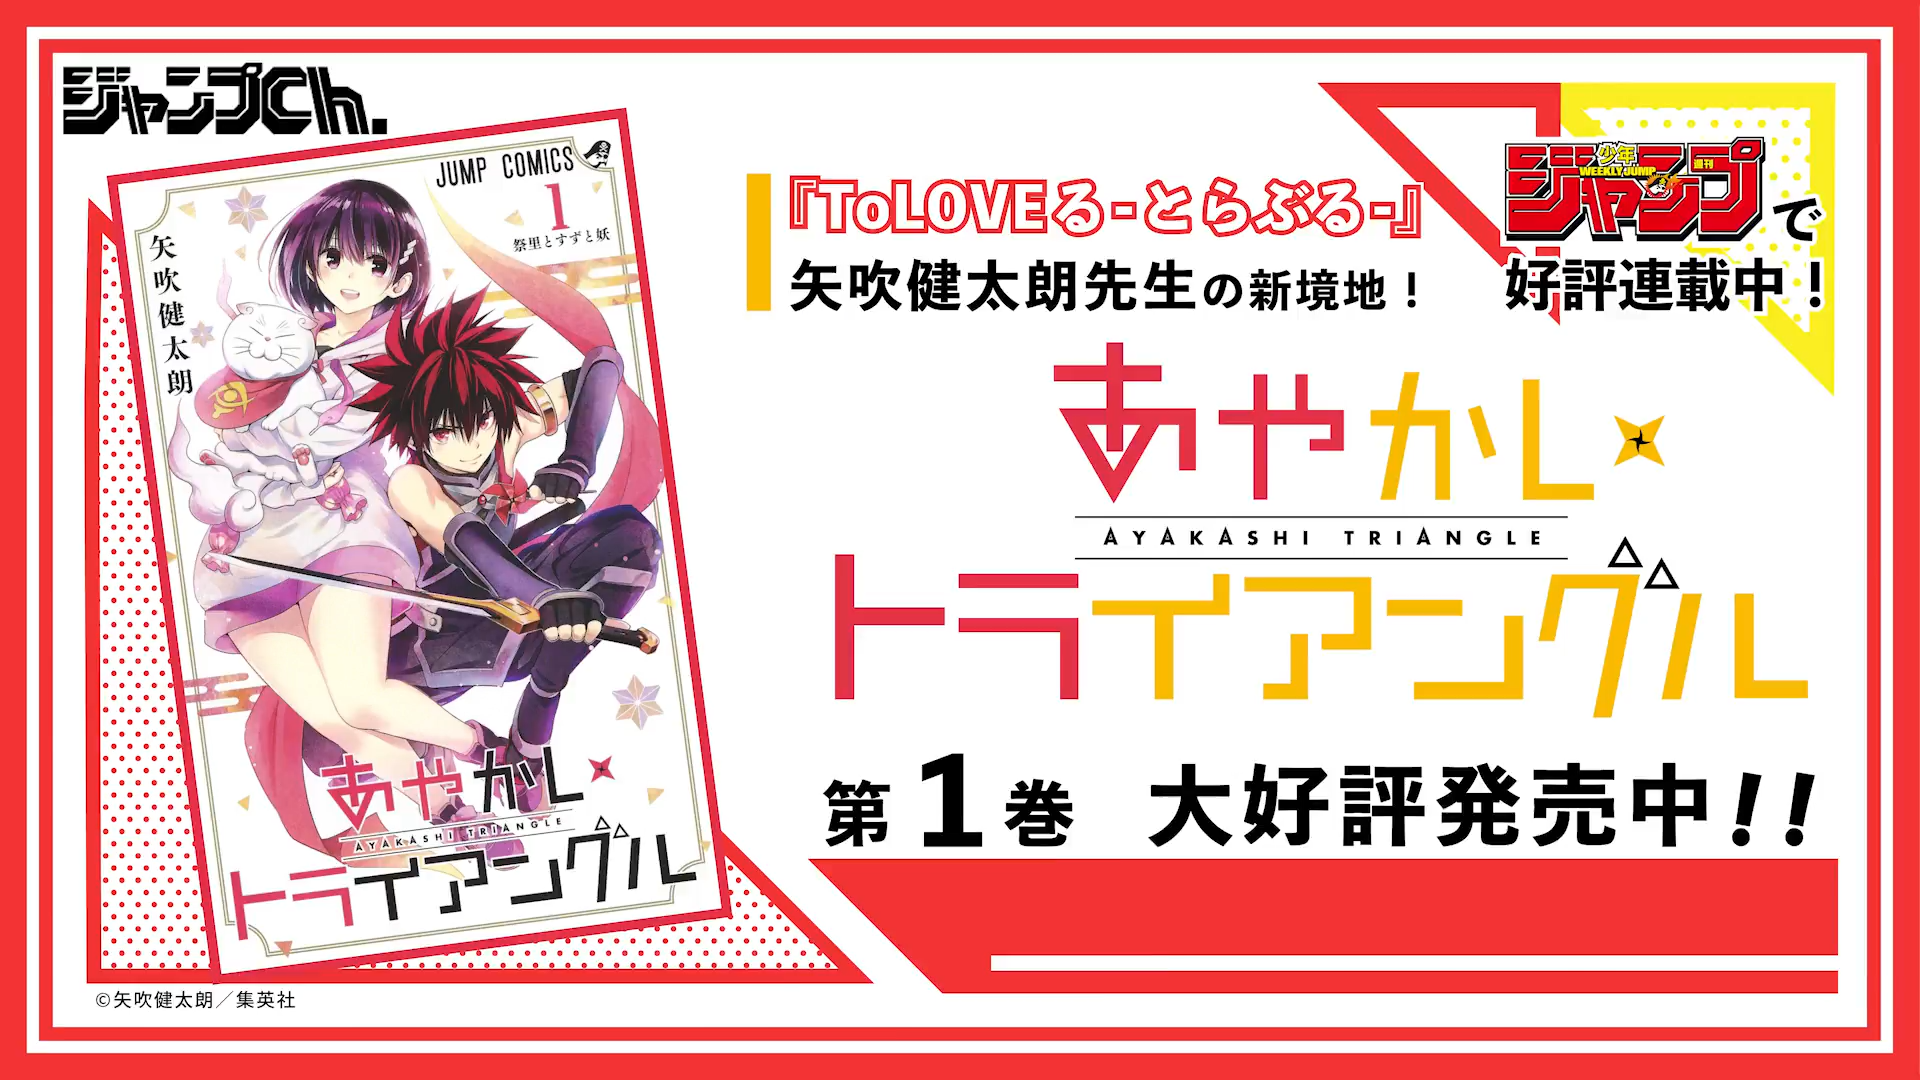 ジャンプCh.
JUMP COMICS
1
祭里とすずと妖
矢吹健太朗
あやかし
AYAKASHI TRIANGLE
トライアングル
©矢吹健太朗／集英社
『ToLOVEる-とらぶる-』
矢吹健太朗先生の新境地！
少年
週刊
WEEKLY JUMP
ジャンプで
好評連載中！
あやかし
AYAKASHI TRIANGLE
トライアングル
第1巻 大好評発売中!!